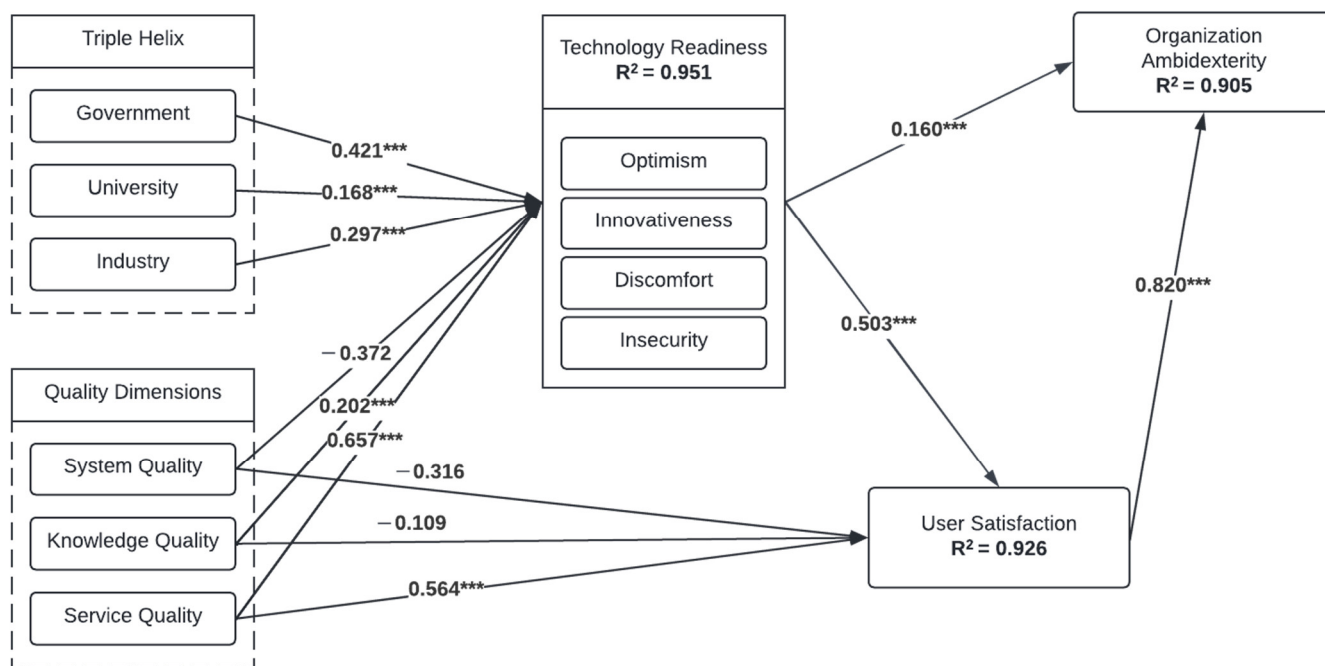 Triple Helix
Government
University
Industry
Quality Dimensions
System Quality
Knowledge Quality
Service Quality
0.421***
0.168***
0.297***
−0.372
0.202***
0.657***
−0.316
−0.109
0.564***
Technology Readiness
R² = 0.951
Optimism
Innovativeness
Discomfort
Insecurity
0.160***
0.503***
0.820***
Organization
Ambidexterity
R² = 0.905
User Satisfaction
R² = 0.926